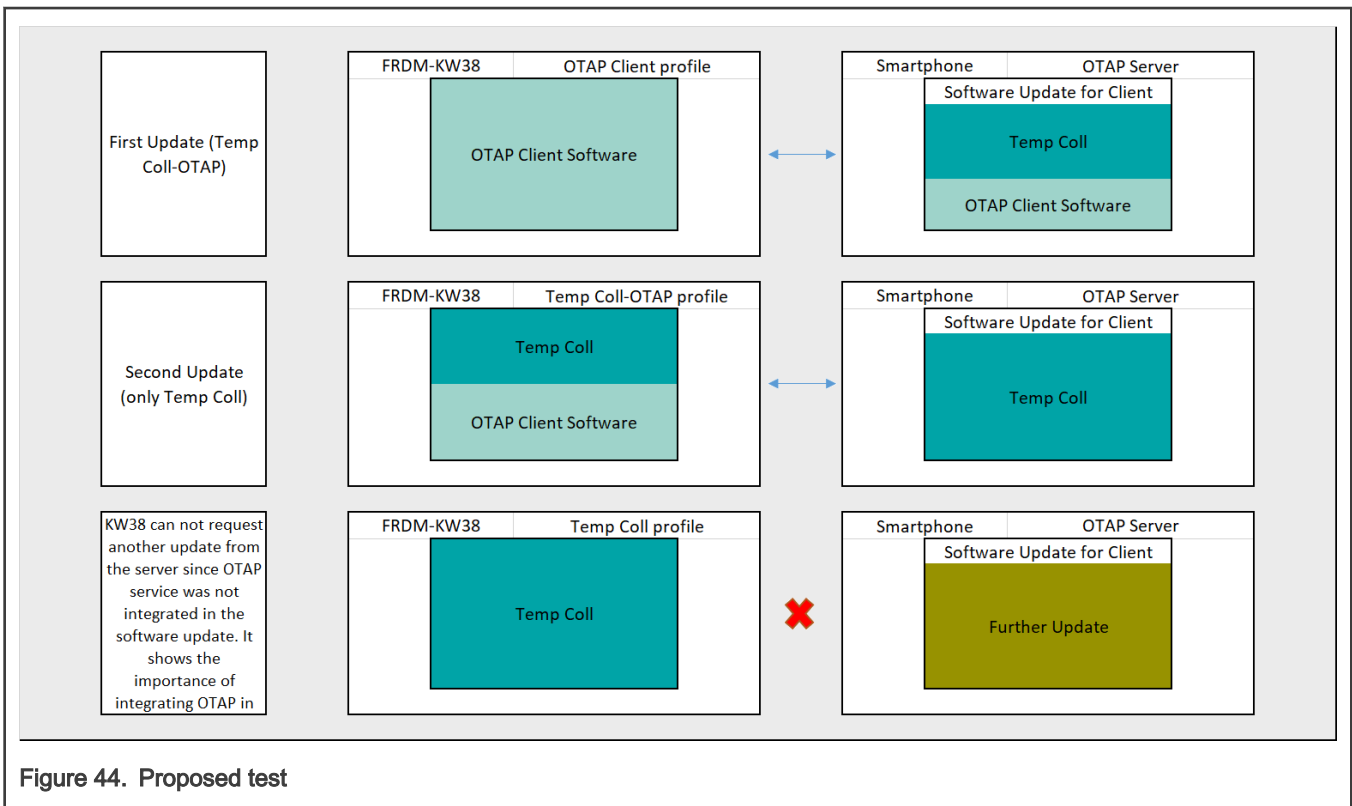 First Update (Temp
Coll-OTAP)
FRDM-KW38
OTAP Client profile
OTAP Client Software
Smartphone
OTAP Server
Software Update for Client
Temp Coll
OTAP Client Software
Second Update
(only Temp Coll)
FRDM-KW38
Temp Coll-OTAP profile
Temp Coll
OTAP Client Software
Smartphone
OTAP Server
Software Update for Client
Temp Coll
KW38 can not request
another update from
the server since OTAP
service was not
integrated in the
software update. It
shows the
importance of
integrating OTAP in
FRDM-KW38
Temp Coll profile
Temp Coll
Smartphone
OTAP Server
Software Update for Client
Further Update
Figure 44. Proposed test